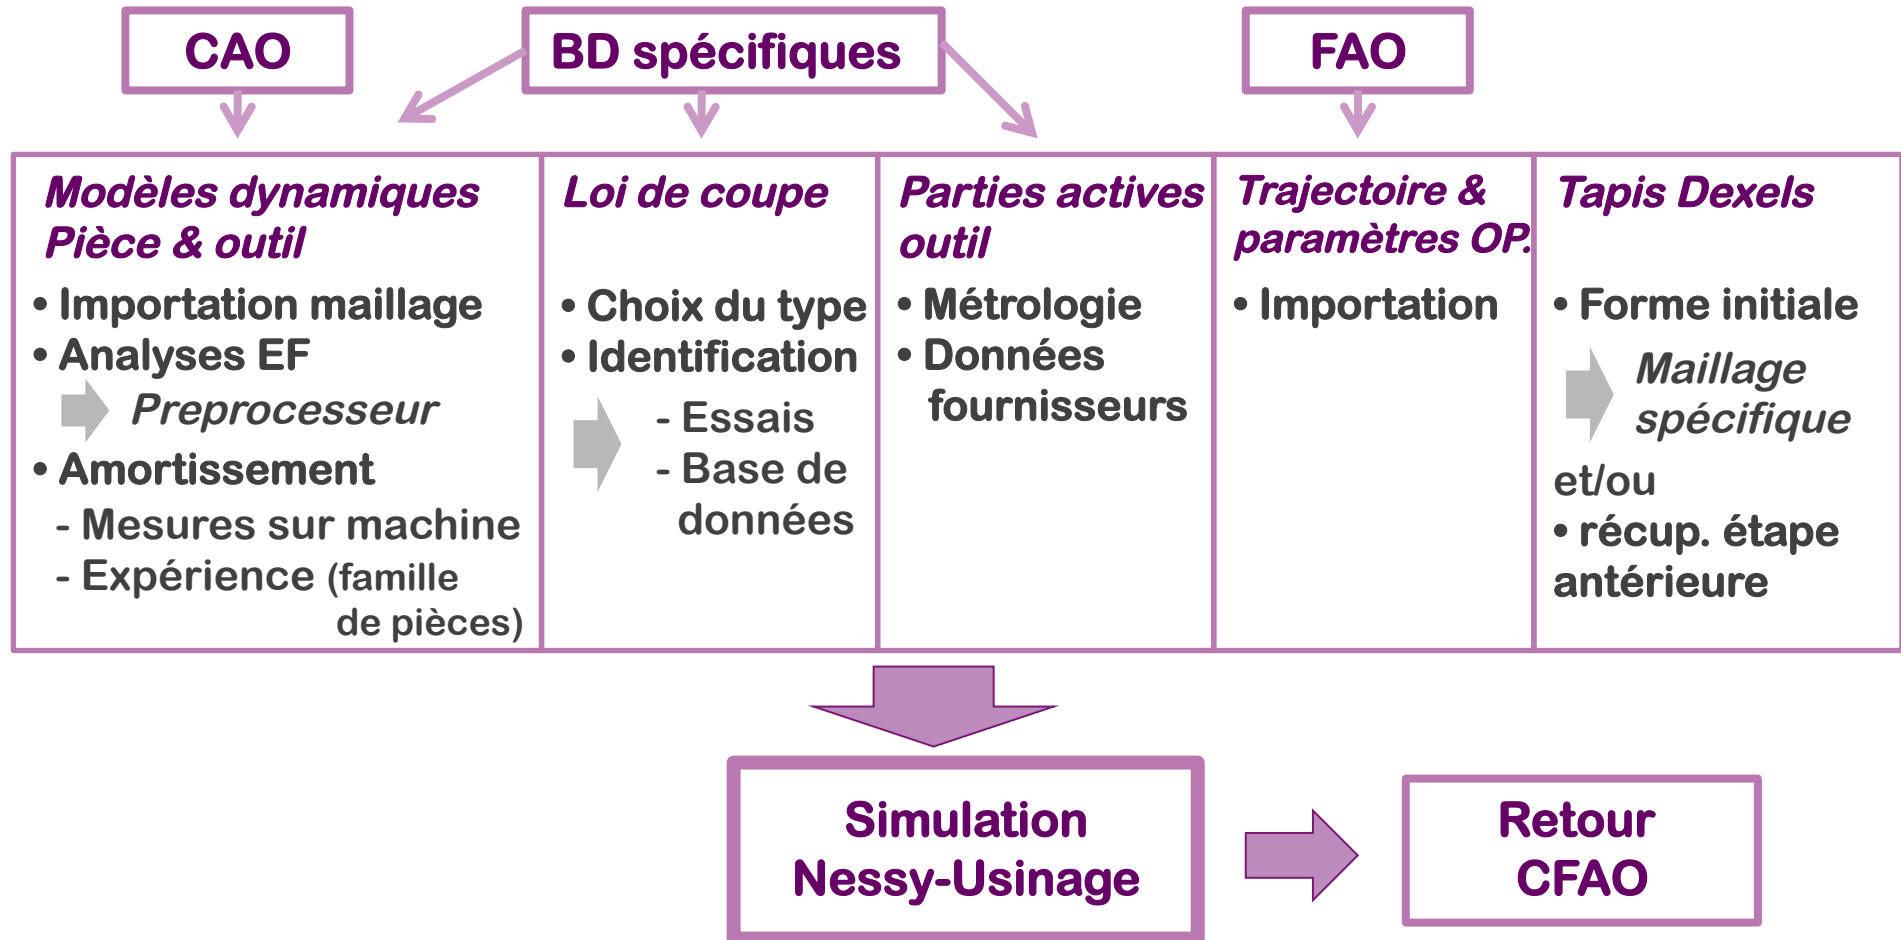 CAO
BD spécifiques
FAO
Modèles dynamiques
Pièce & outil
• Importation maillage
• Analyses EF
Preprocesseur
• Amortissement
- Mesures sur machine
- Expérience (famille
de pièces)
Loi de coupe
• Choix du type
• Identification
- Essais
- Base de
données
Parties actives
outil
• Métrologie
• Données
fournisseurs
Trajectoire &
paramètres OP.
• Importation
Tapis Dexels
• Forme initiale
Maillage
spécifique
et/ou
• récup. étape
antérieure
Simulation
Nessy-Usinage
Retour
CFAO